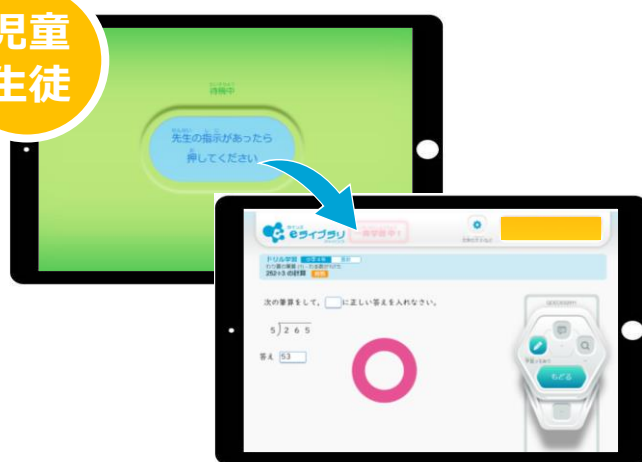 児童
生徒
待機中
先生の指示があったら
押してください
eライブラリ
一斉学習中!
ドリル学習
次の筆算をして、に正しい答えを入れなさい。
5)265
答え 53
もどる